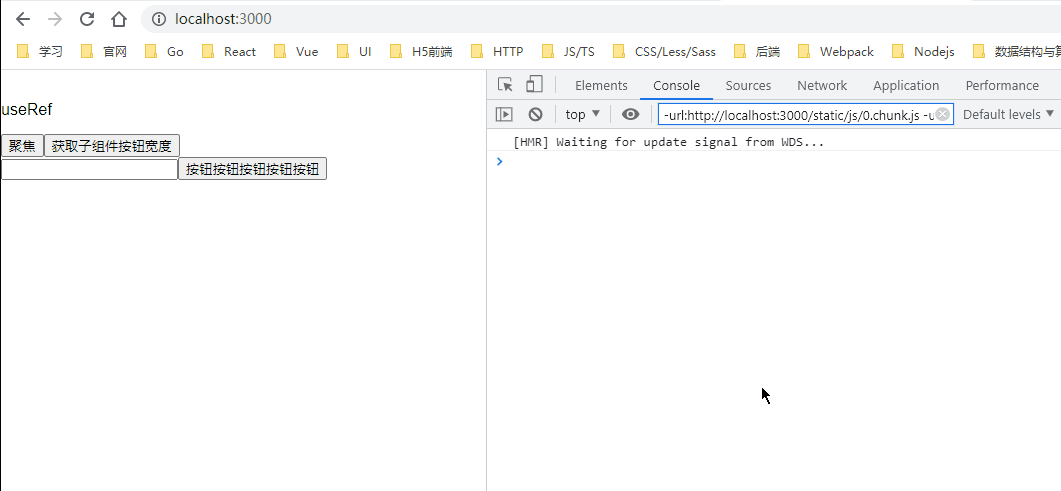 localhost:3000
学习 官网 Go React Vue UI H5前端 HTTP JS/TS CSS/Less/Sass 后端 Webpack Nodejs 数据结构与
Elements Console Sources Network Application Performance
top -url:http://localhost:3000/static/js/0.chunk.js -u Default levels
useRef
[HMR] Waiting for update signal from WDS...
聚焦 获取子组件按钮宽度
按钮按钮按钮按钮按钮